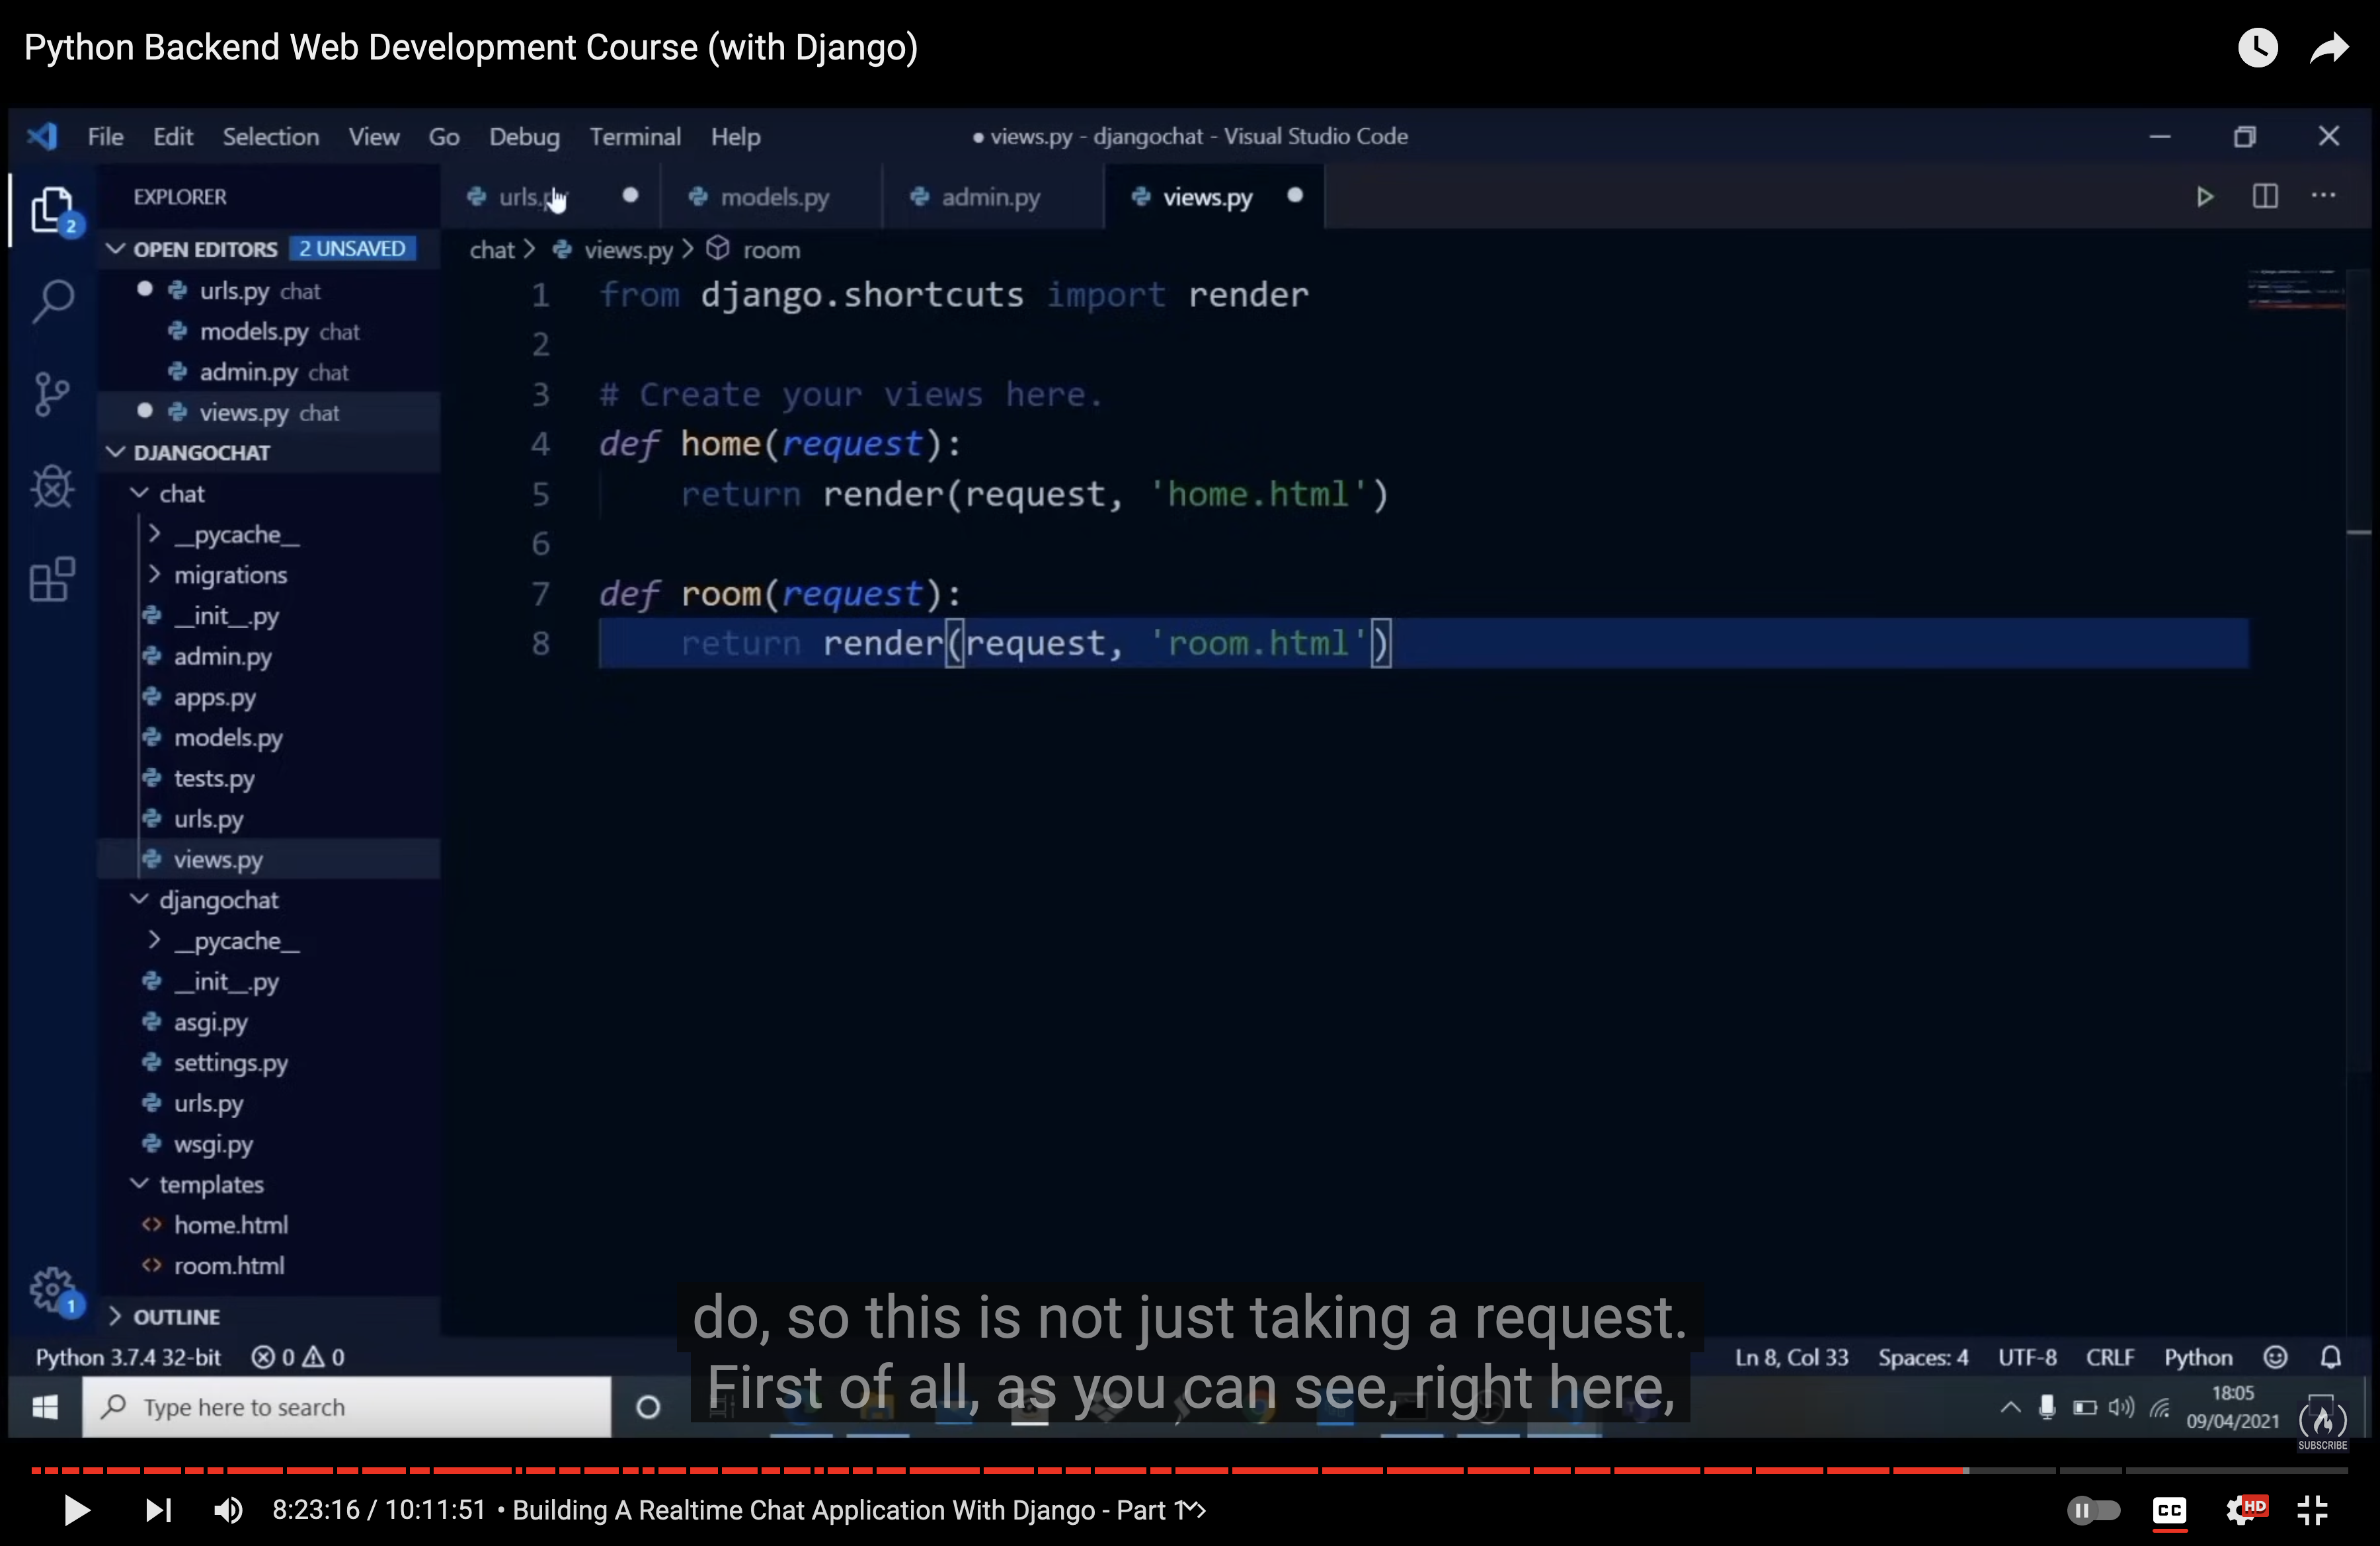 Python Backend Web Development Course (with Django)
File Edit Selection View Go Debug Terminal Help
● views.py - djangochat - Visual Studio Code
EXPLORER
urls.py
models.py
admin.py
views.py
2
OPEN EDITORS 2 UNSAVED
urls.py chat
models.py chat
admin.py chat
views.py chat
DJANGOCHAT
chat
__pycache__
migrations
__init__.py
admin.py
apps.py
models.py
tests.py
urls.py
views.py
djangochat
__pycache__
__init__.py
asgi.py
settings.py
urls.py
wsgi.py
templates
home.html
room.html
OUTLINE
1
chat > views.py > room
1 from django.shortcuts import render
2
3 # Create your views here.
4 def home(request):
5 return render(request, 'home.html')
6
7 def room(request):
8 return render(request, 'room.html')
do, so this is not just taking a request.
First of all, as you can see, right here,
Python 3.7.4 32-bit 0 0
Ln 8, Col 33 Spaces: 4 UTF-8 CRLF Python
Type here to search
18:05
09/04/2021
SUBSCRIBE
8:23:16 / 10:11:51 • Building A Realtime Chat Application With Django - Part 1
CC
HD